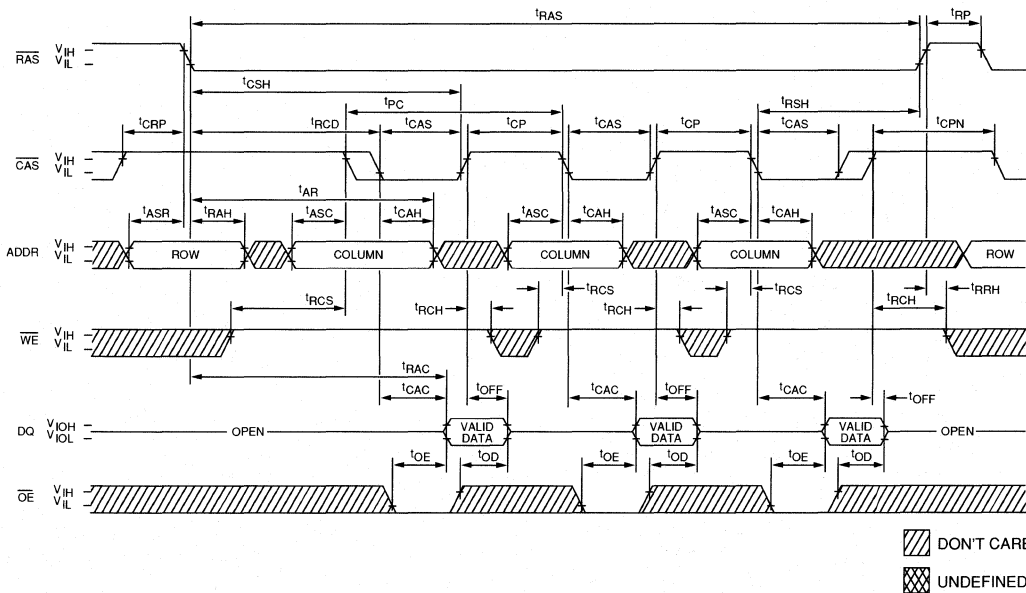 tRAS
tRP
RAS VIH
VIL
tCSH
tPC
tRSH
tCRP tRCD tCAS tCP tCAS tCP tCAS tCPN
CAS VIH
VIL
tAR
tASR tRAH tASC tCAH tASC tCAH tASC tCAH
ADDR VIH
VIL
ROW COLUMN COLUMN COLUMN ROW
tRCS tRCH tRCS tRCH tRCS tRCH tRRH
WE VIH
VIL
tRAC
tCAC tOFF tCAC tOFF tCAC tOFF
DQ VIOH
VIOL
OPEN VALID DATA VALID DATA VALID DATA OPEN
tOE tOD tOE tOD tOE tOD
OE VIH
VIL
DON'T CARE
UNDEFINED